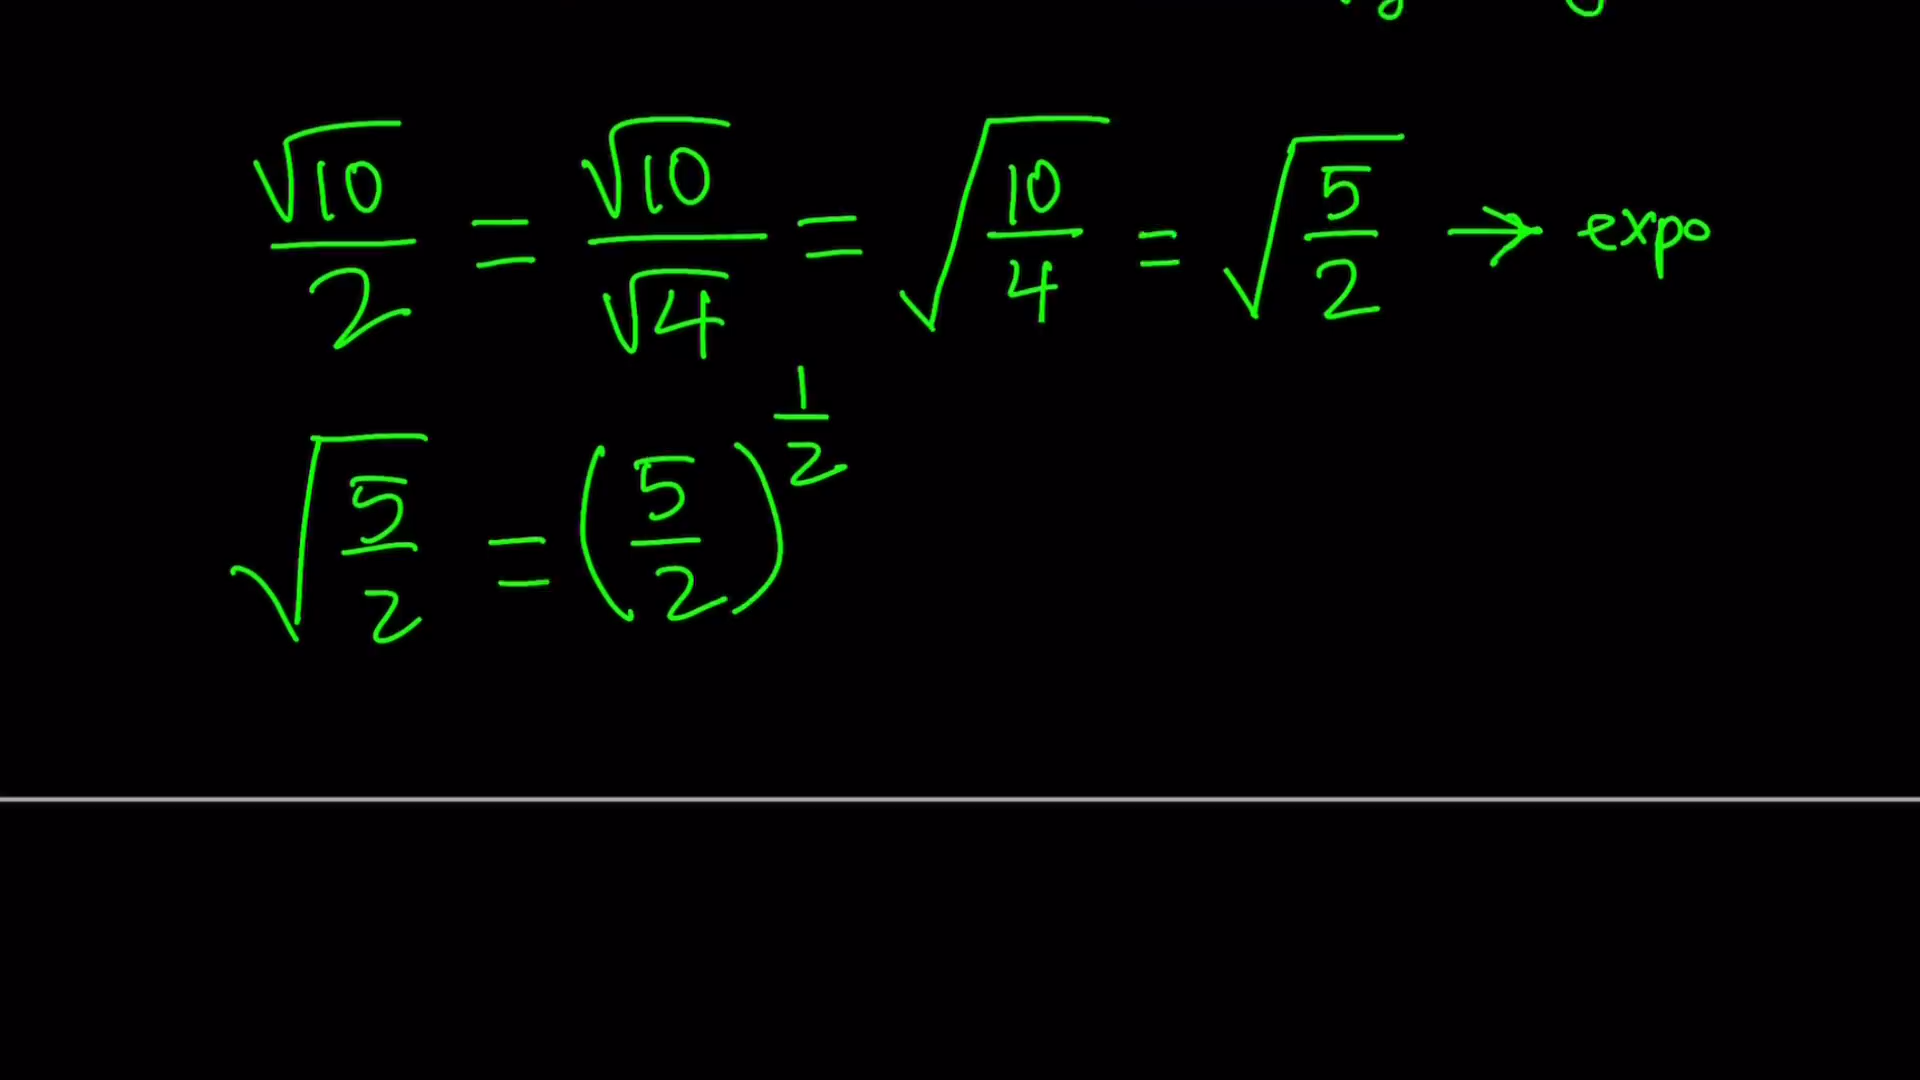 √10/2 = √10/√4 = √(10/4) = √(5/2) → expo
√(5/2) = (5/2)^(1/2)